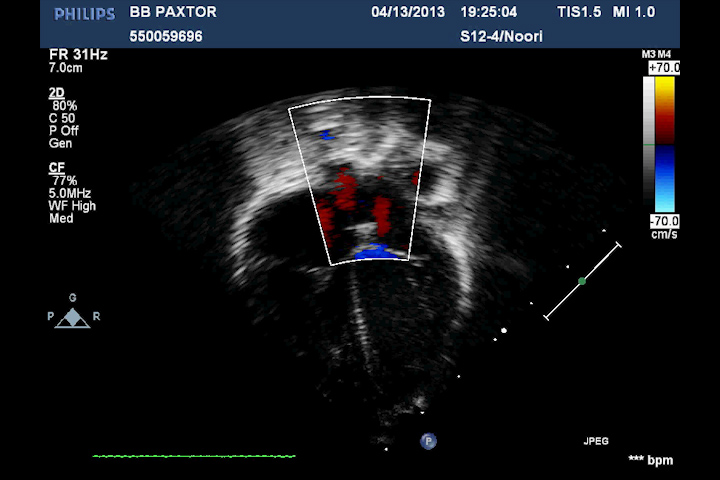 PHILIPS BB PAXTOR 04/13/2013 19:25:04 TIS1.5 MI 1.0
550059696 S12-4/Noori
FR 31Hz
7.0cm
M3 M4
+70.0
2D
80%
C 50
P Off
Gen
CF
77%
5.0MHz
WF High
Med
-70.0
cm/s
G
P R
P
JPEG
*** bpm